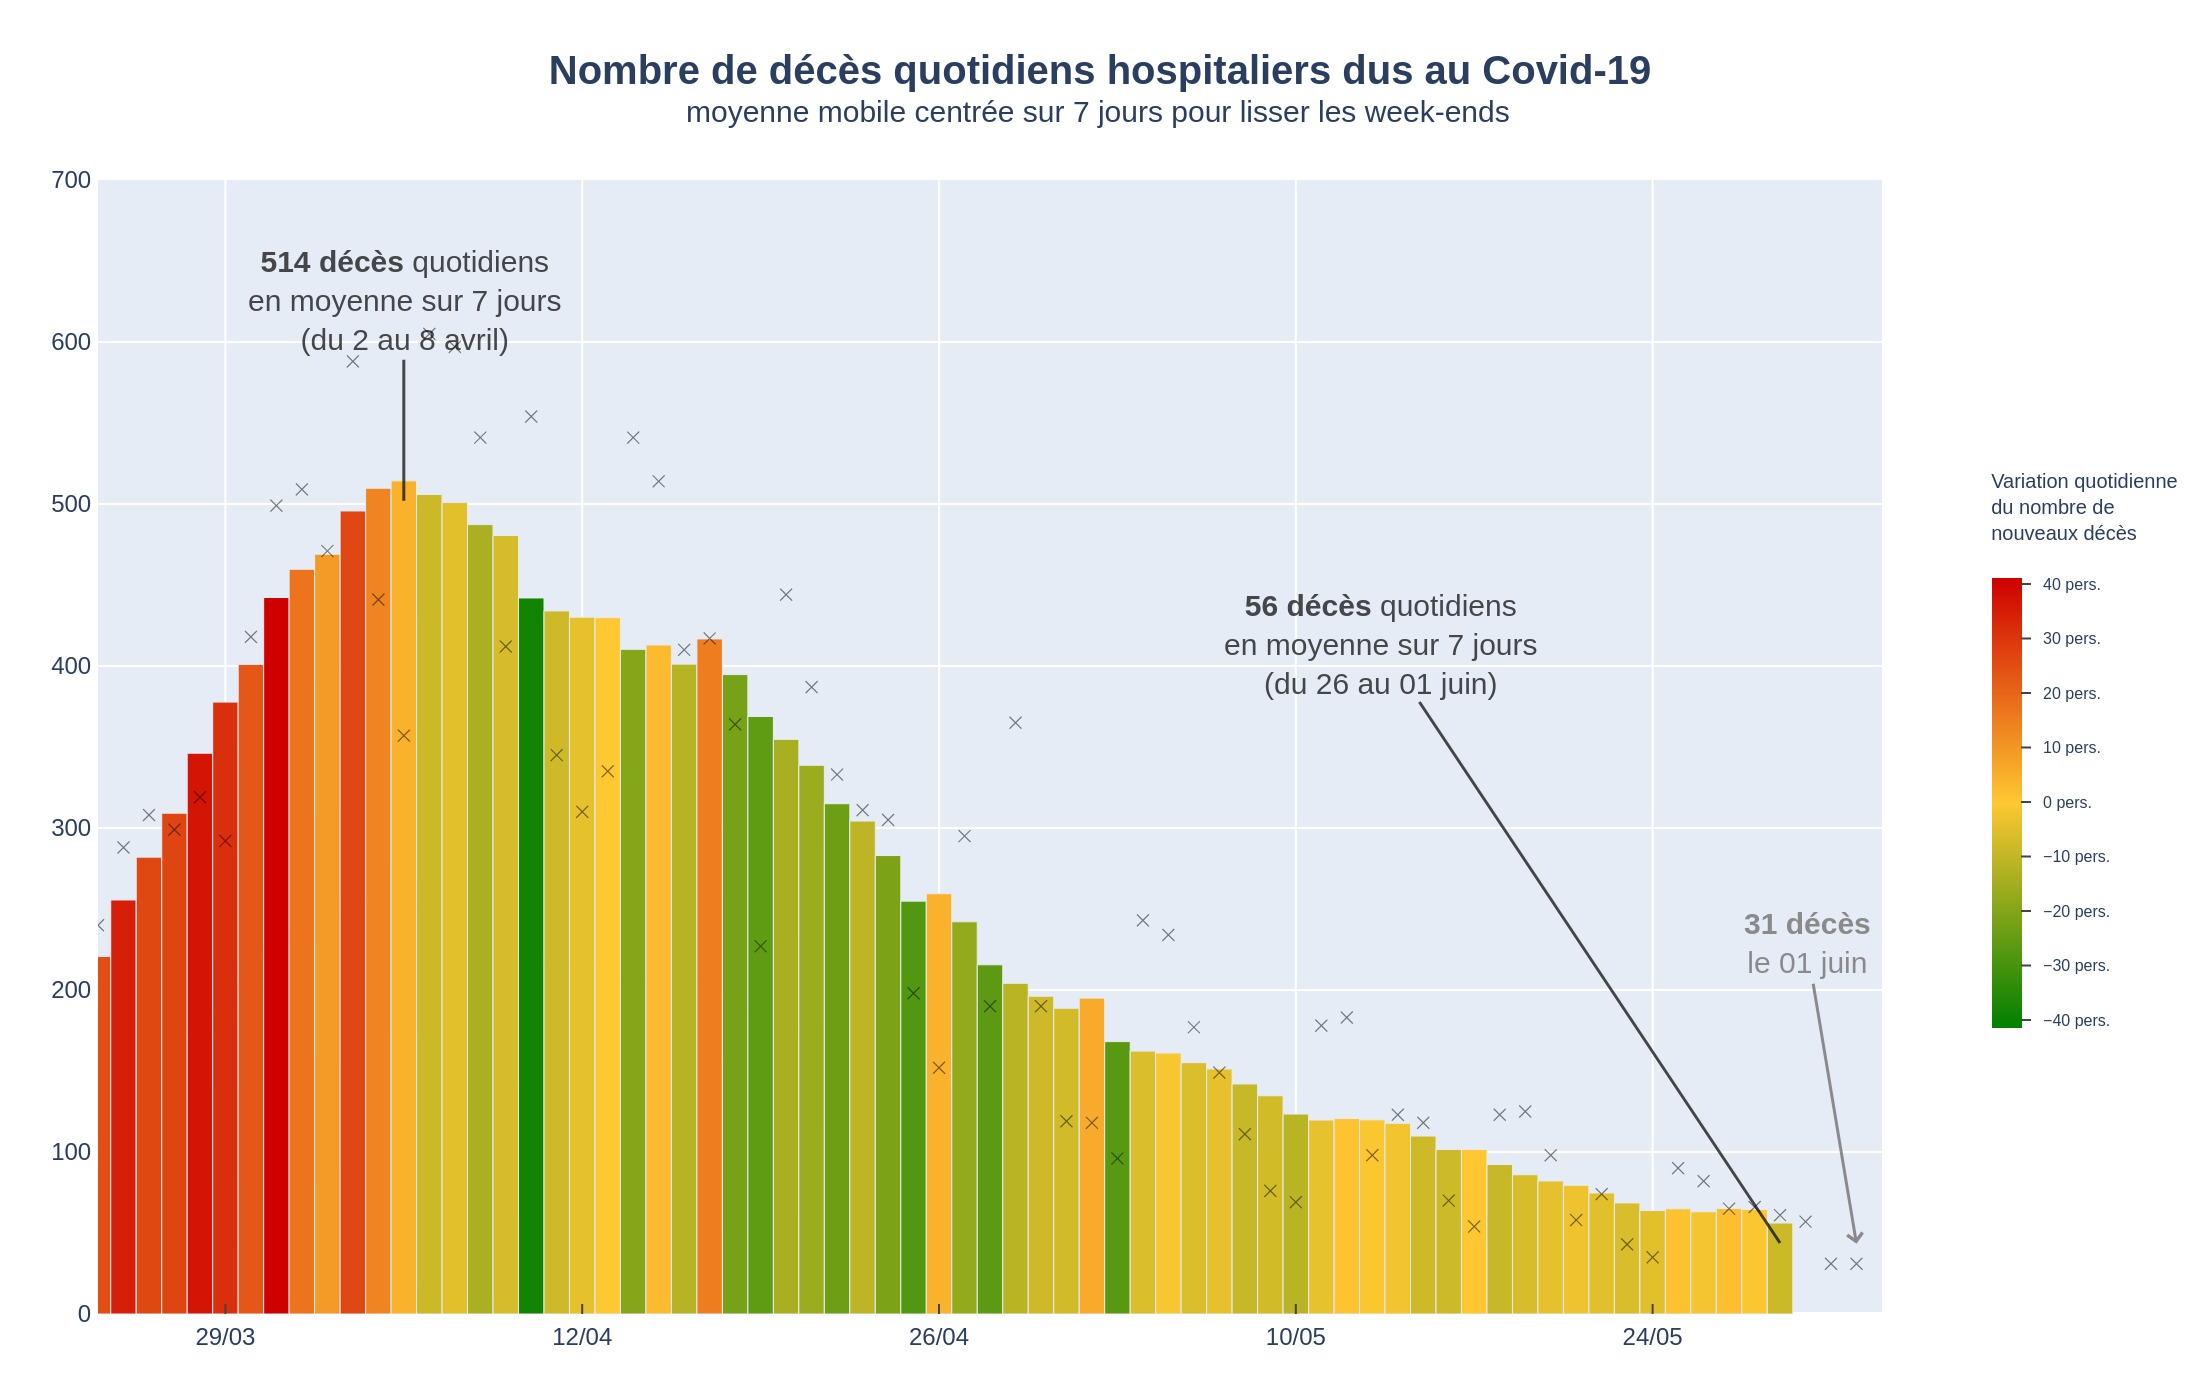 Nombre de décès quotidiens hospitaliers dus au Covid-19
moyenne mobile centrée sur 7 jours pour lisser les week-ends
700
600
500
400
300
200
100
0
514 décès quotidiens
en moyenne sur 7 jours
(du 2 au 8 avril)
56 décès quotidiens
en moyenne sur 7 jours
(du 26 au 01 juin)
31 décès
le 01 juin
29/03
12/04
26/04
10/05
24/05
Variation quotidienne
du nombre de
nouveaux décès
40 pers.
30 pers.
20 pers.
10 pers.
0 pers.
−10 pers.
−20 pers.
−30 pers.
−40 pers.